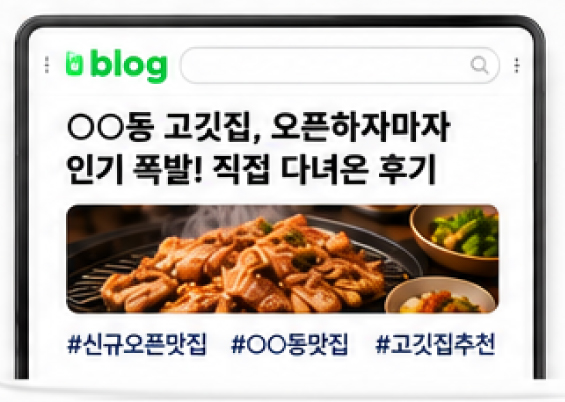 blog
○○동 고깃집, 오픈하자마자
인기 폭발! 직접 다녀온 후기
#신규오픈맛집 #○○동맛집 #고깃집추천